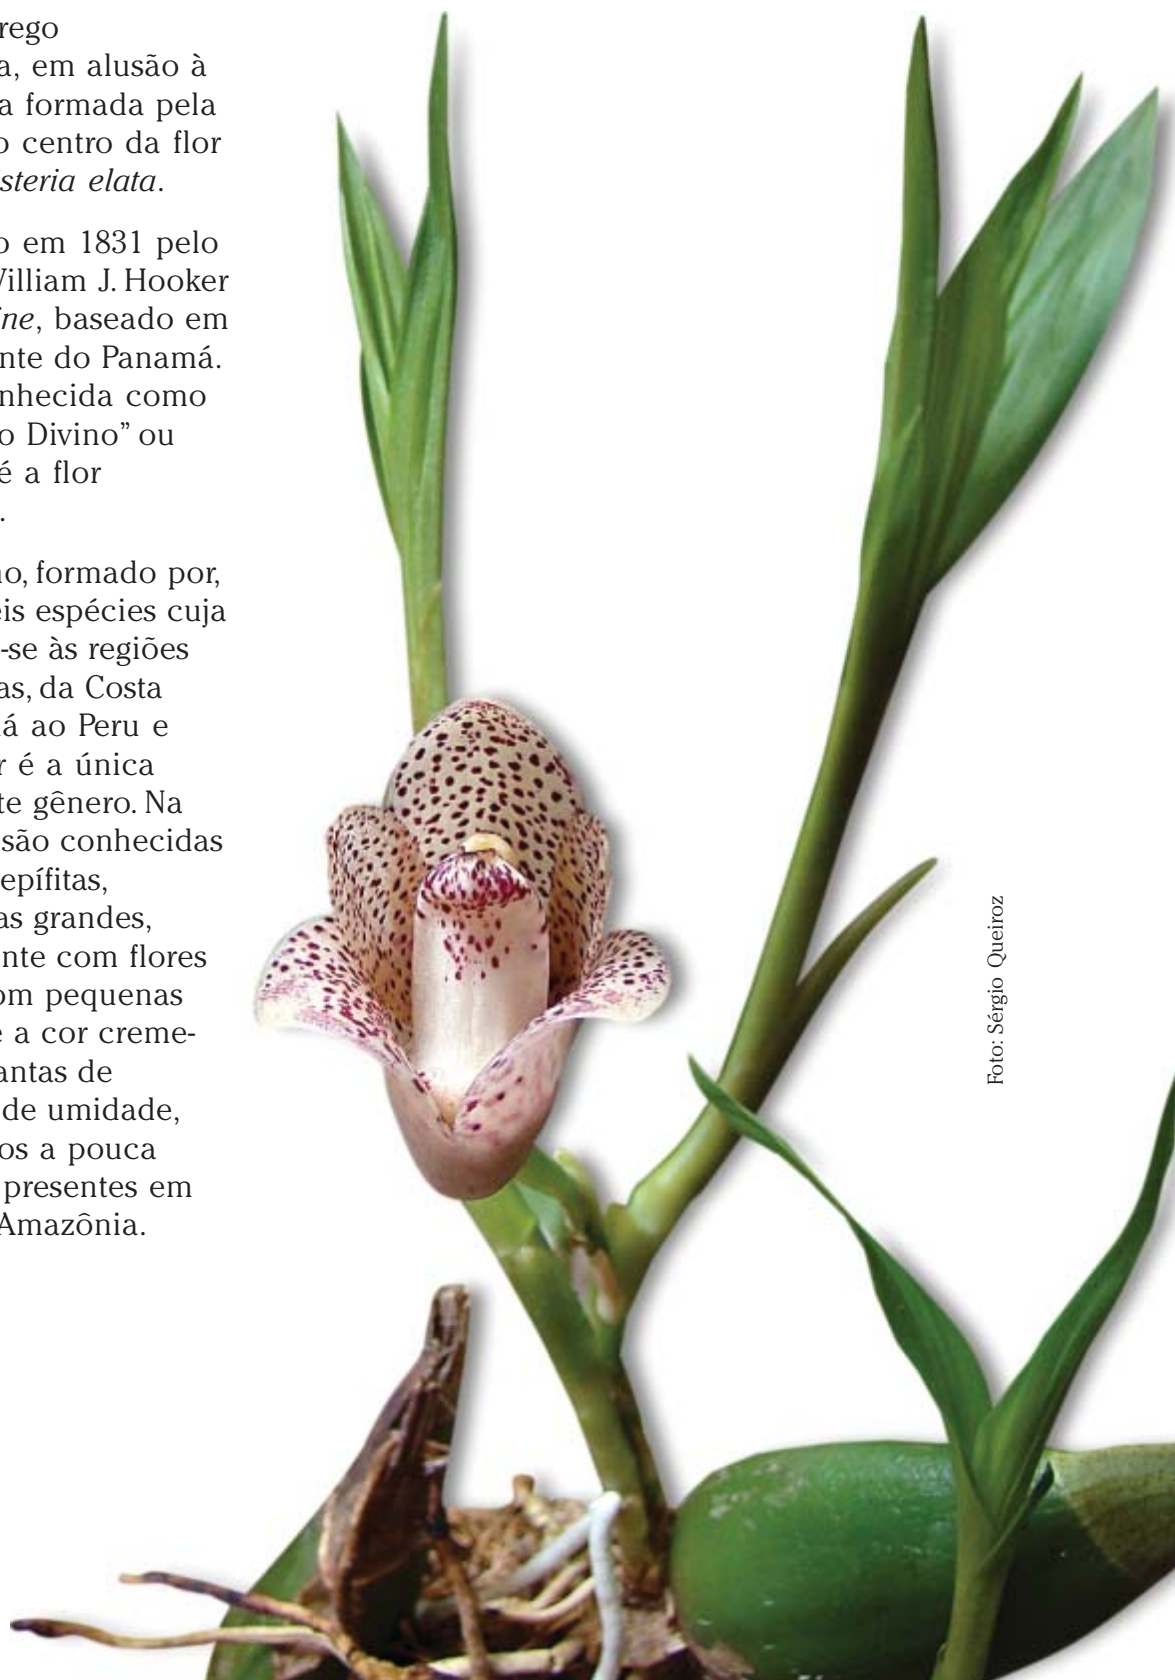 rego
a, em alusão à
a formada pela
o centro da flor
steria elata.
o em 1831 pelo
William J. Hooker
ine, baseado em
nte do Panamá.
nhecida como
o Divino” ou
é a flor
.
no, formado por,
eis espécies cuja
-se às regiões
as, da Costa
á ao Peru e
r é a única
te gênero. Na
são conhecidas
epífitas,
as grandes,
nte com flores
om pequenas
e a cor creme-
antas de
de umidade,
os a pouca
presentes em
Amazônia.
Foto: Sérgio Queiroz